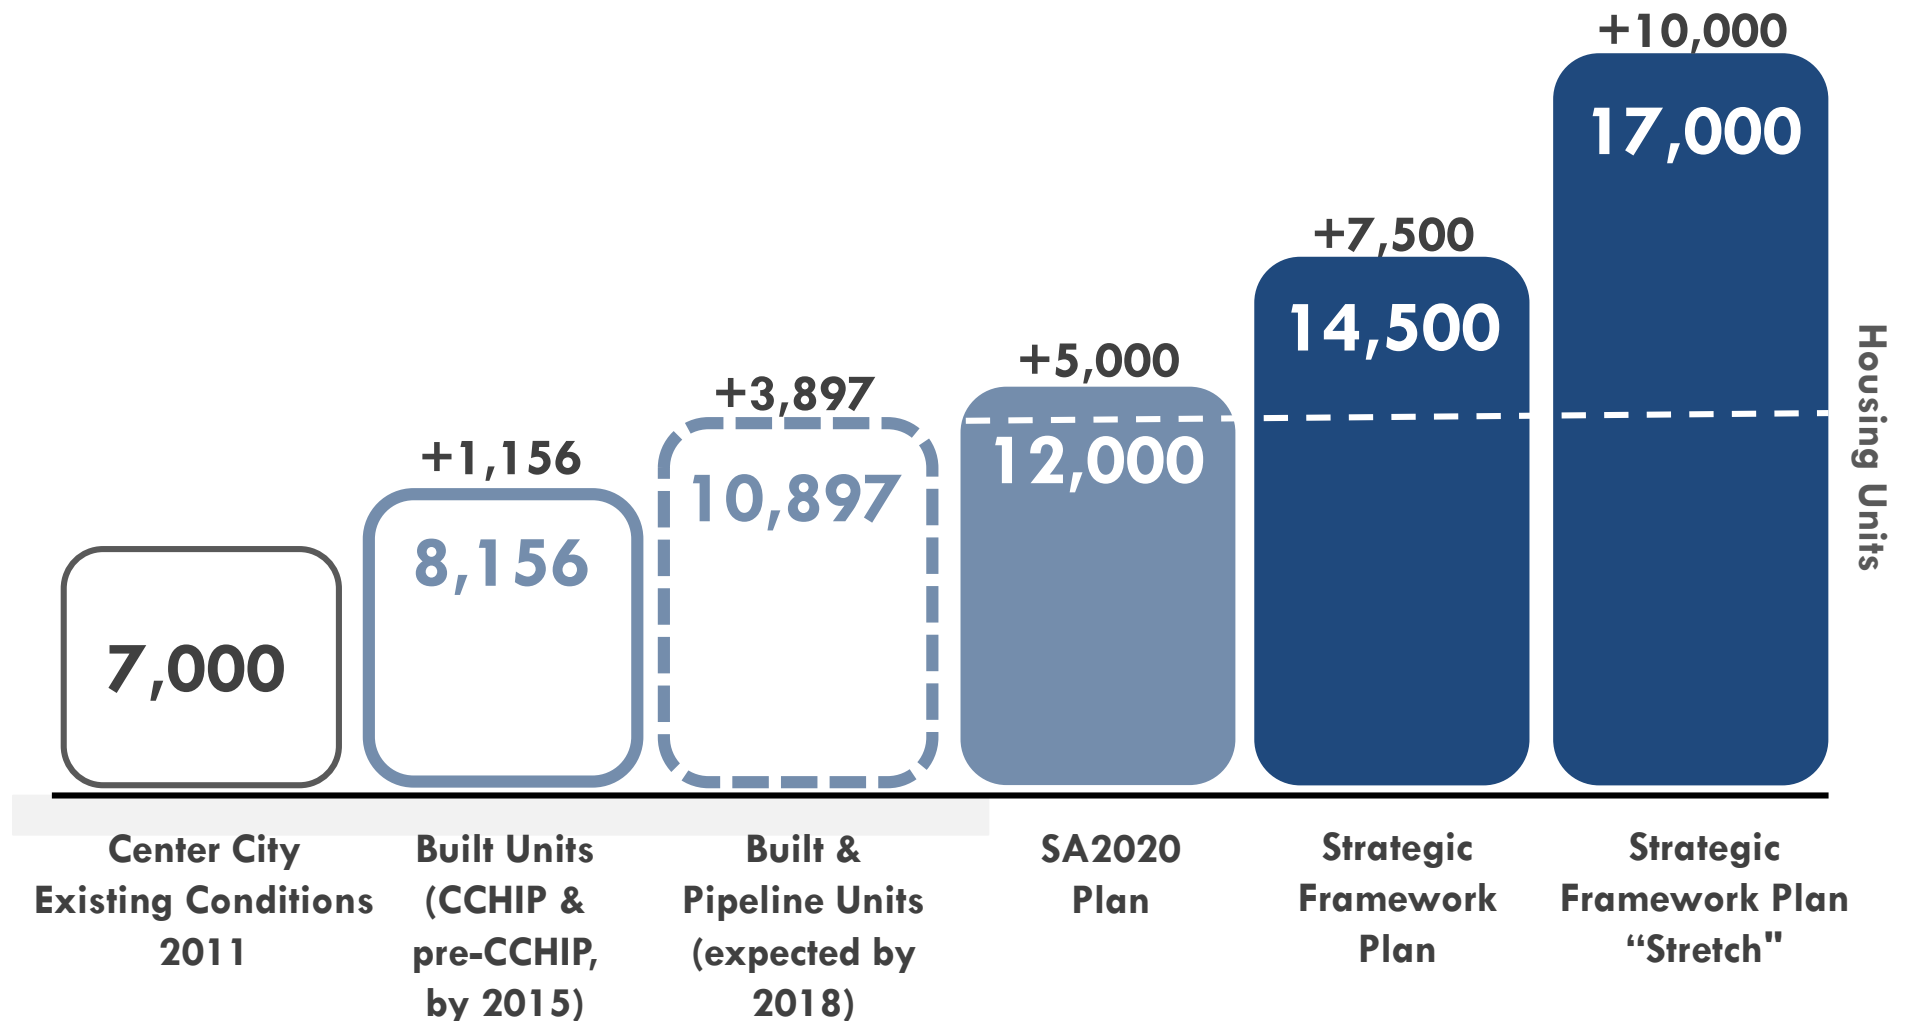 +10,000
17,000
+7,500
14,500
+5,000
12,000
+3,897
10,897
+1,156
8,156
7,000
Housing Units
Center City
Existing Conditions
2011
Built Units
(CCHIP &
pre-CCHIP,
by 2015)
Built &
Pipeline Units
(expected by
2018)
SA2020
Plan
Strategic
Framework
Plan
Strategic
Framework Plan
“Stretch"